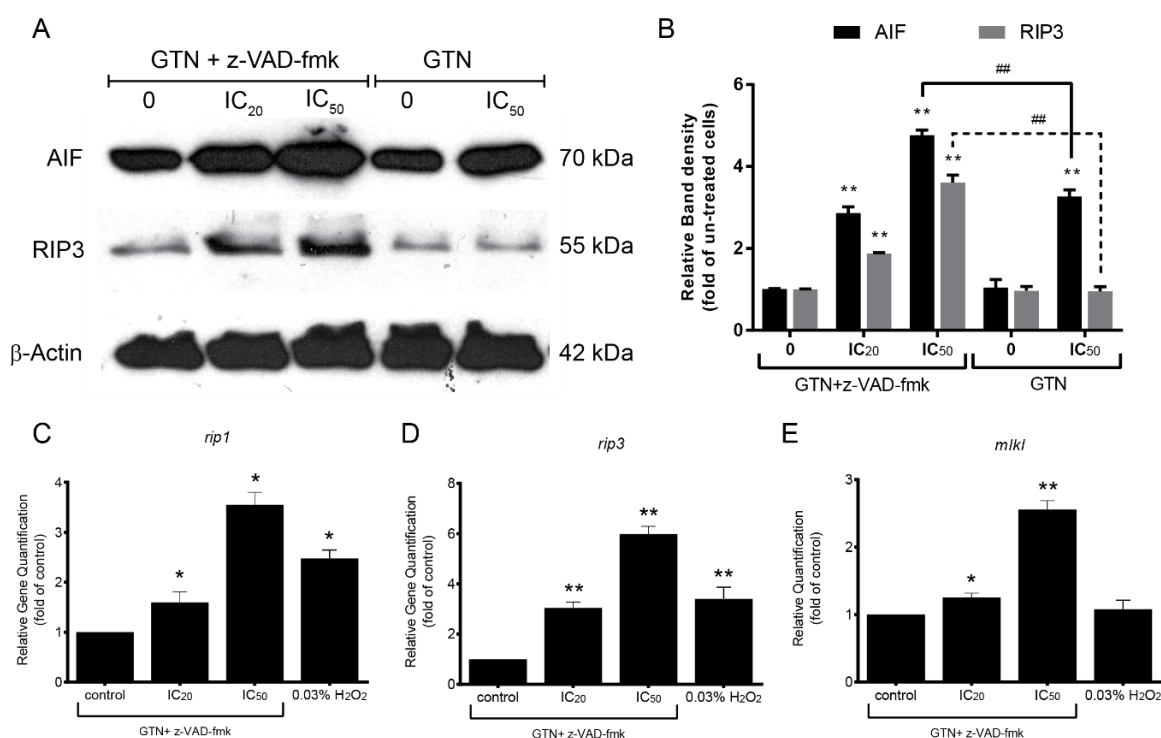 A
GTN + z-VAD-fmk GTN
0 IC20 IC50 0 IC50
AIF 70 kDa
RIP3 55 kDa
β-Actin 42 kDa
B
AIF RIP3
Relative Band density
(fold of un-treated cells)
6
4
2
0
** ** ** ** **
## ##
0 IC20 IC50 0 IC50
GTN+z-VAD-fmk GTN
C
rip1
Relative Gene Quantification
(fold of control)
4
3
2
1
0
* * *
control IC20 IC50 0.03% H2O2
GTN+ z-VAD-fmk
D
rip3
Relative Gene Quantification
(fold of control)
8
6
4
2
0
** ** **
control IC20 IC50 0.03% H2O2
GTN+ z-VAD-fmk
E
mlkl
Relative Quantification
(fold of control)
3
2
1
0
* **
control IC20 IC50 0.03% H2O2
GTN+ z-VAD-fmk